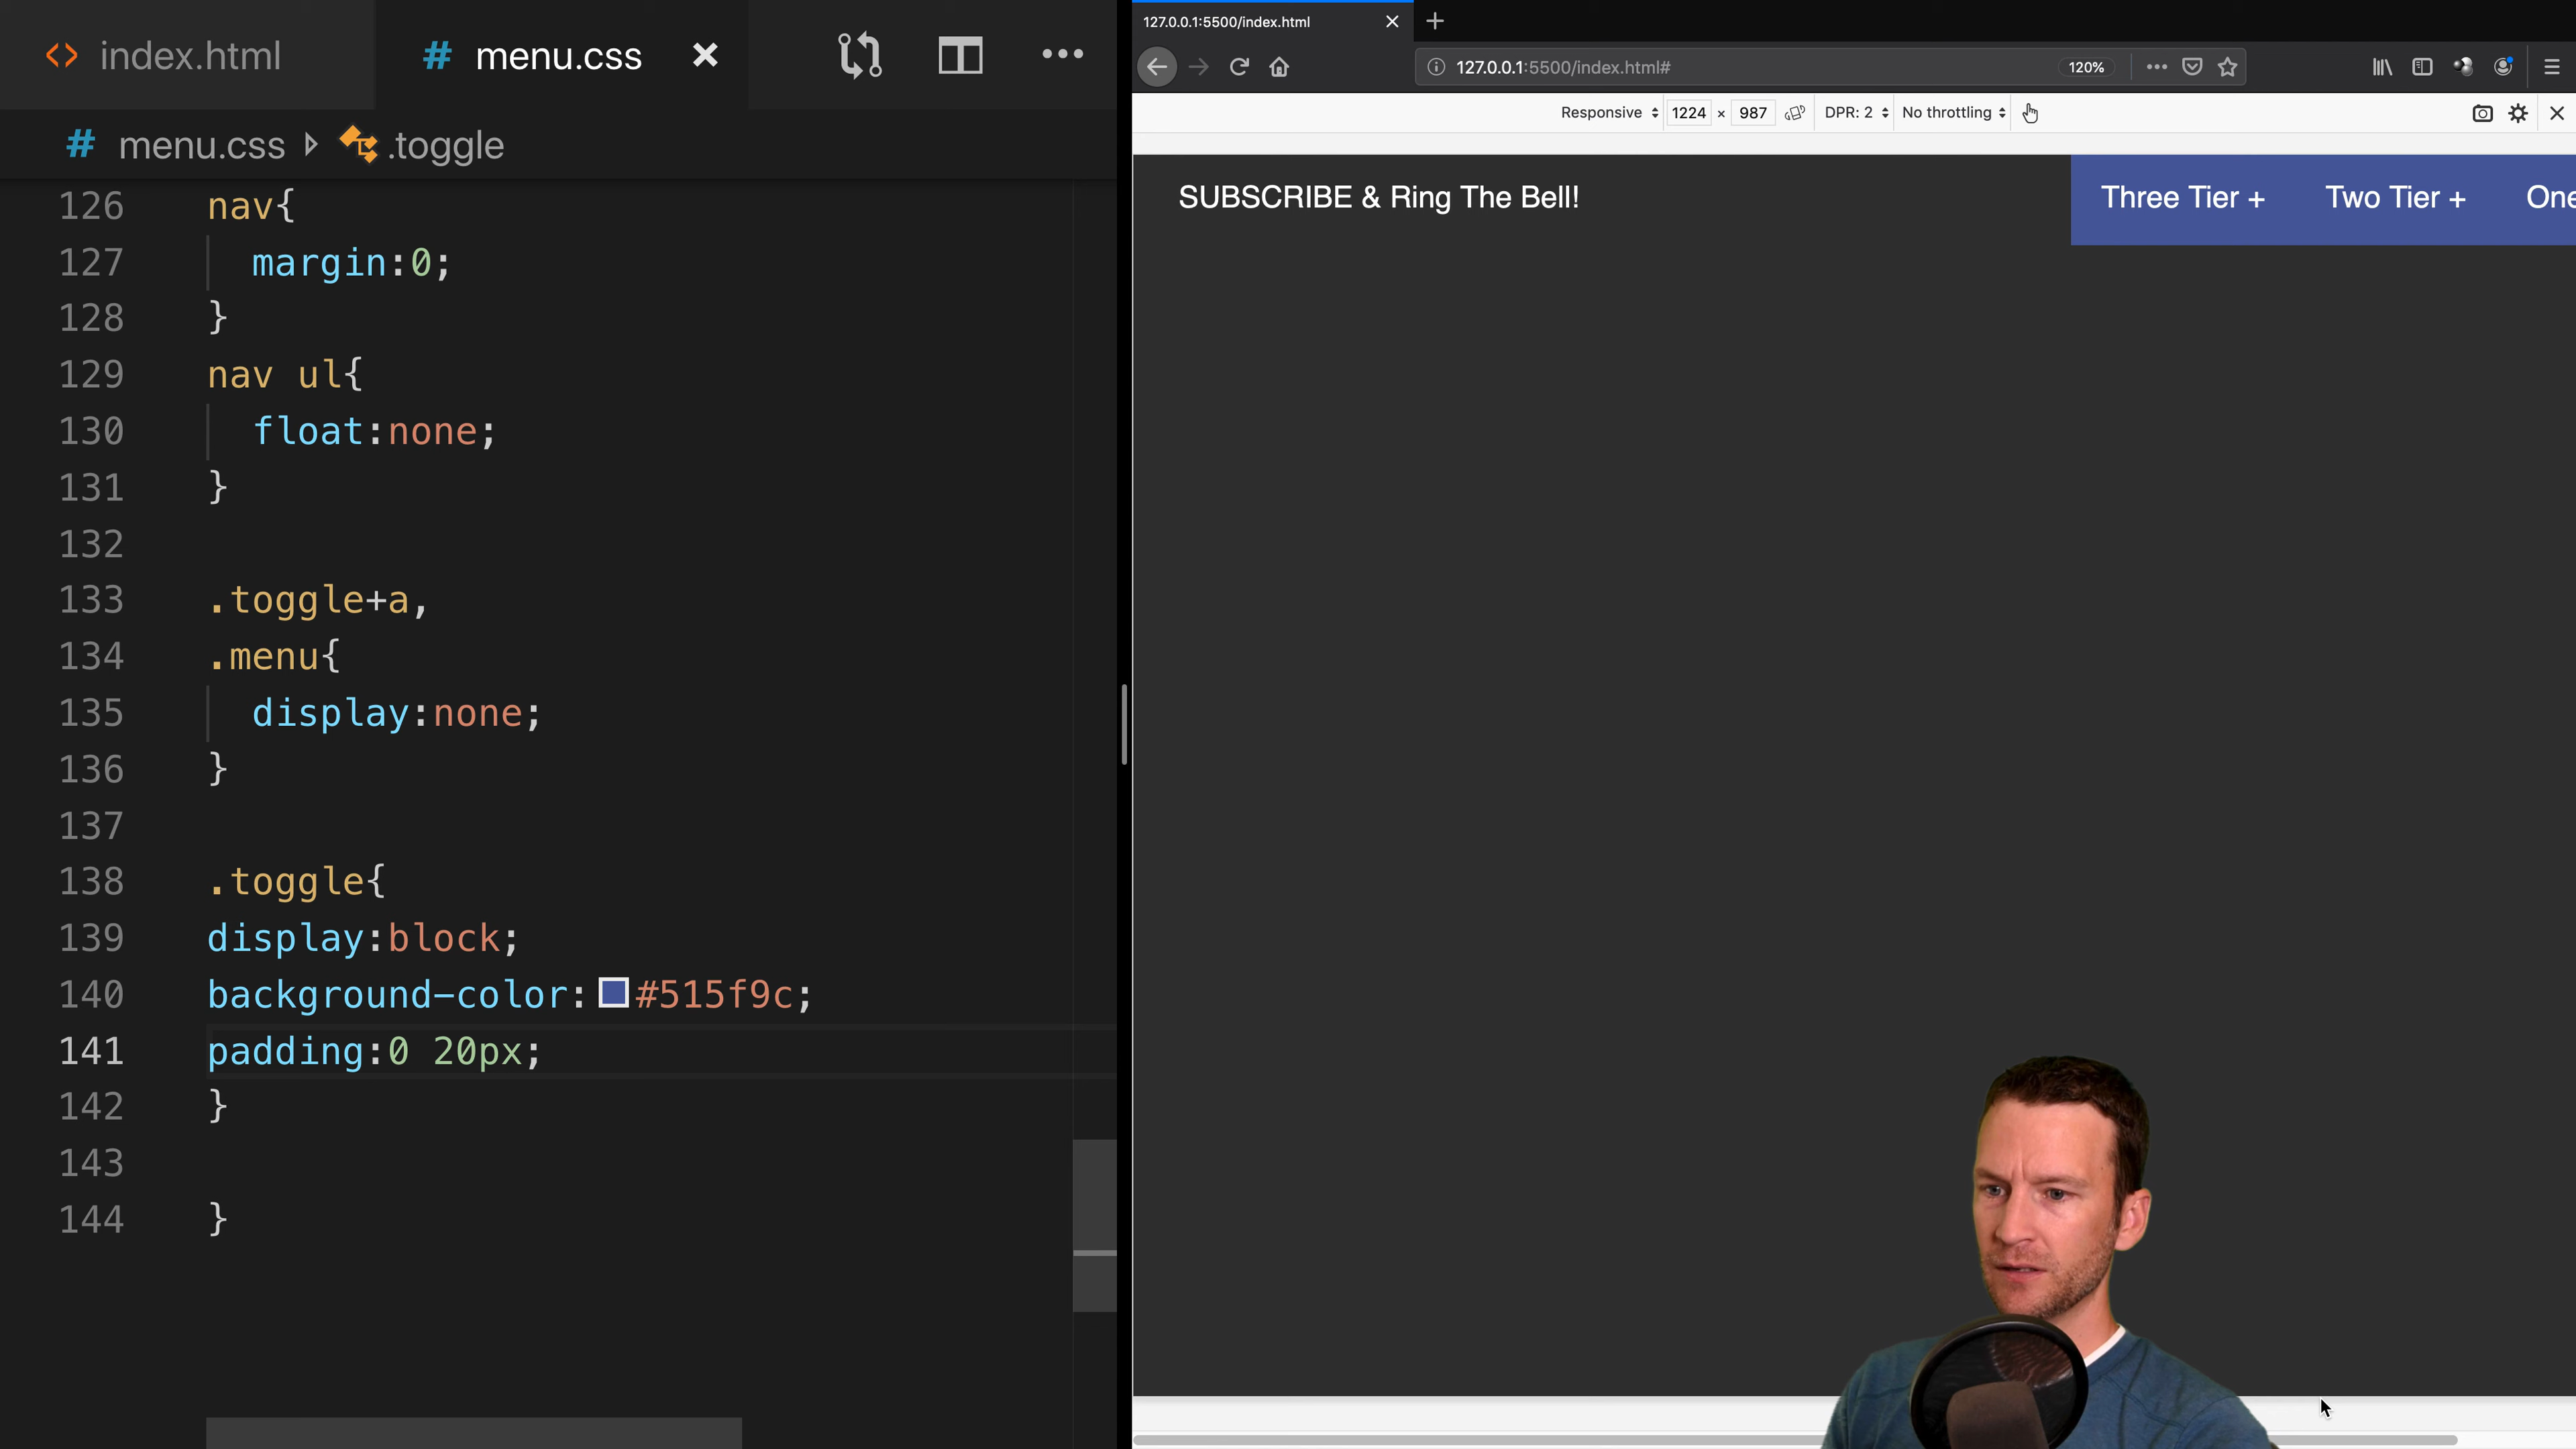 index.html
menu.css
menu.css .toggle
126 nav{
127 margin:0;
128 }
129 nav ul{
130 float:none;
131 }
132
133 .toggle+a,
134 .menu{
135 display:none;
136 }
137
138 .toggle{
139 display:block;
140 background-color:#515f9c;
141 padding:0 20px;
142 }
143
144 }
127.0.0.1:5500/index.html
127.0.0.1:5500/index.html#
120%
Responsive 1224 × 987 DPR: 2 No throttling
SUBSCRIBE & Ring The Bell!
Three Tier + Two Tier + One